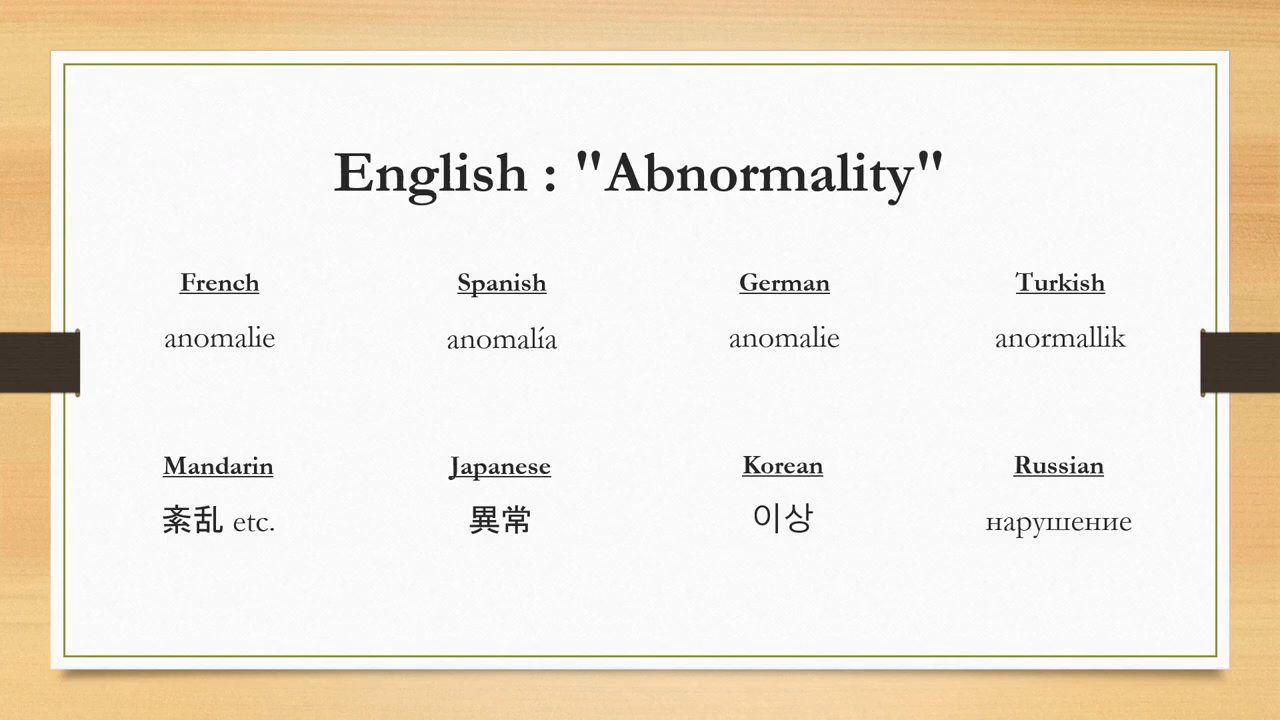 English : "Abnormality"
French
anomalie
Spanish
anomalía
German
anomalie
Turkish
anormallik
Mandarin
紊乱 etc.
Japanese
異常
Korean
이상
Russian
нарушение